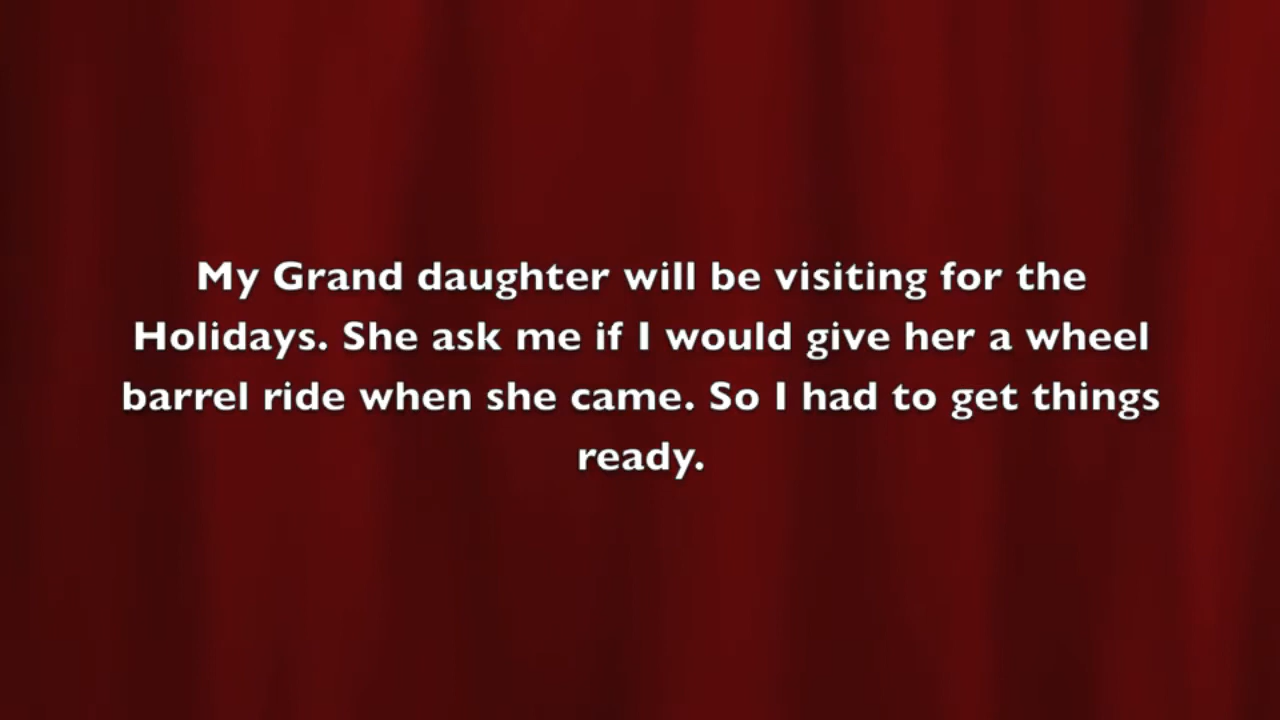 My Grand daughter will be visiting for the
Holidays. She ask me if I would give her a wheel
barrel ride when she came. So I had to get things
ready.